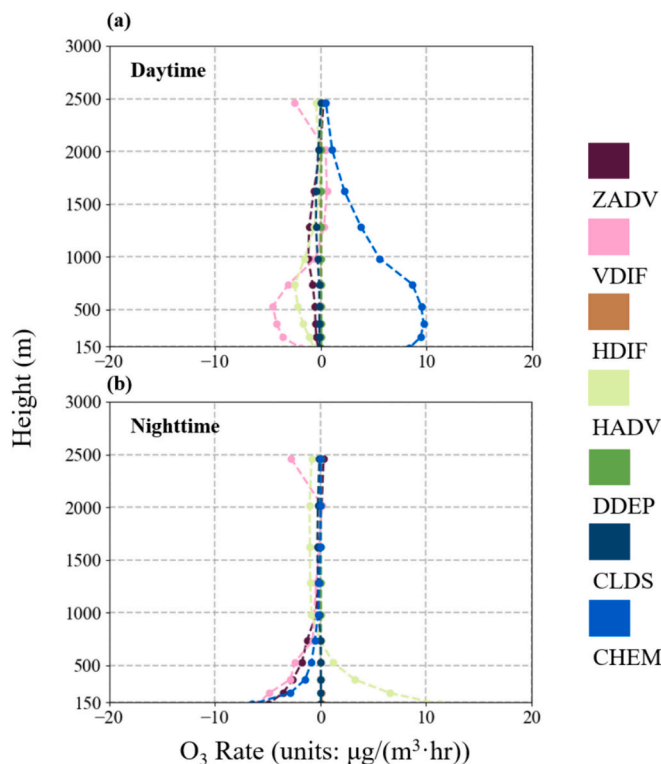 (a)
3000
Daytime
2500
2000
1500
1000
500
150
−20 −10 0 10 20
(b)
3000
Nighttime
2500
2000
1500
1000
500
150
−20 −10 0 10 20
Height (m)
O₃ Rate (units: μg/(m³·hr))
ZADV
VDIF
HDIF
HADV
DDEP
CLDS
CHEM